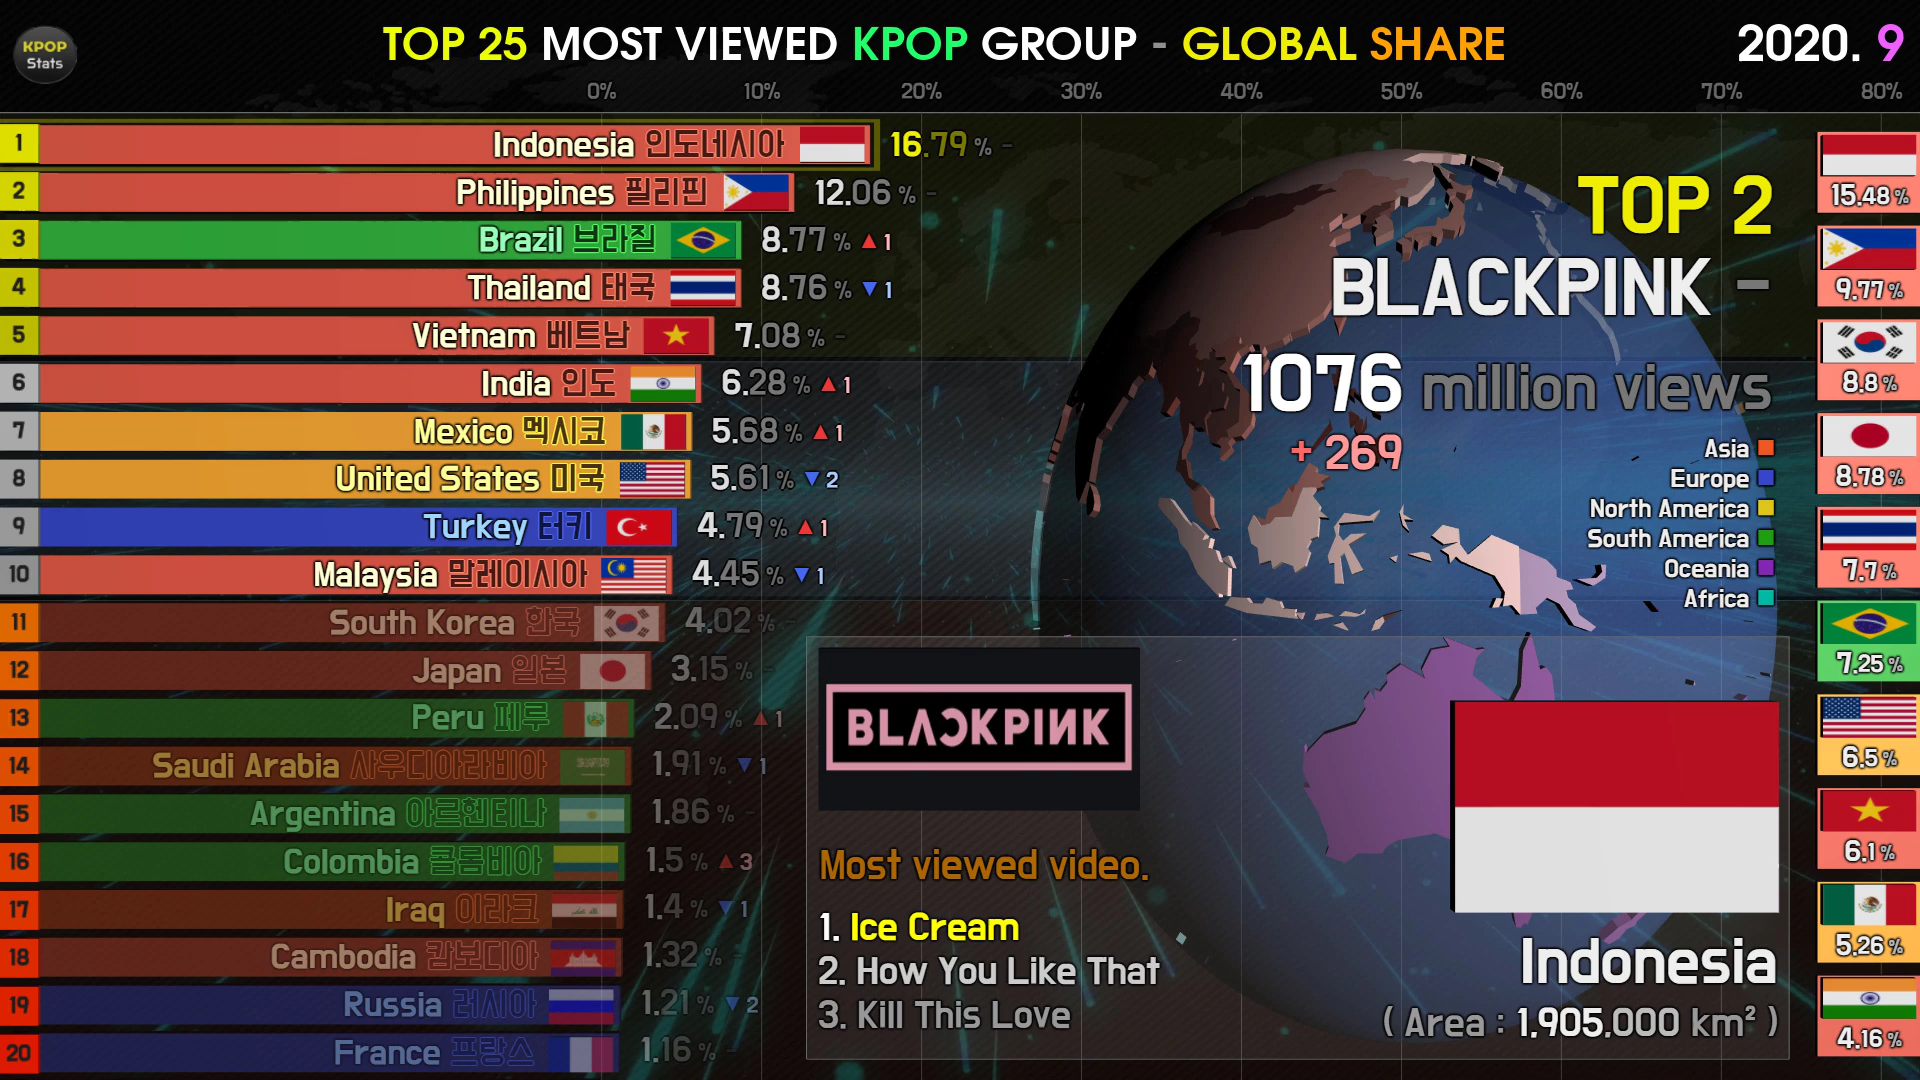 KPOP
Stats
TOP 25 MOST VIEWED KPOP GROUP - GLOBAL SHARE
2020. 9
0% 10% 20% 30% 40% 50% 60% 70% 80%
1 Indonesia 인도네시아 16.79 % -
2 Philippines 필리핀 12.06 % -
3 Brazil 브라질 8.77 % ▲ 1
4 Thailand 태국 8.76 % ▼ 1
5 Vietnam 베트남 7.08 % -
6 India 인도 6.28 % ▲ 1
7 Mexico 멕시코 5.68 % ▲ 1
8 United States 미국 5.61 % ▼ 2
9 Turkey 터키 4.79 % ▲ 1
10 Malaysia 말레이시아 4.45 % ▼ 1
11 South Korea 한국 4.02 % -
12 Japan 일본 3.15 % -
13 Peru 페루 2.09 % ▲ 1
14 Saudi Arabia 사우디아라비아 1.91 % ▼ 1
15 Argentina 아르헨티나 1.86 % -
16 Colombia 콜롬비아 1.5 % ▲ 3
17 Iraq 이라크 1.4 % ▼ 1
18 Cambodia 캄보디아 1.32 % -
19 Russia 러시아 1.21 % ▼ 2
20 France 프랑스 1.16 % -
TOP 2
BLACKPINK -
1076 million views
+ 269
Asia
Europe
North America
South America
Oceania
Africa
BLACKPINK
Most viewed video.
1. Ice Cream
2. How You Like That
3. Kill This Love
Indonesia
( Area : 1,905,000 km² )
15.48 %
9.77 %
8.8 %
8.78 %
7.7 %
7.25 %
6.5 %
6.1 %
5.26 %
4.16 %